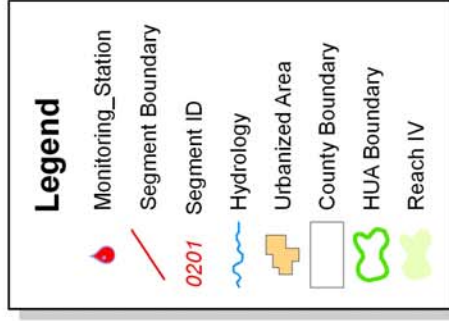 Legend
Monitoring_Station
Segment Boundary
0201 Segment ID
Hydrology
Urbanized Area
County Boundary
HUA Boundary
Reach IV